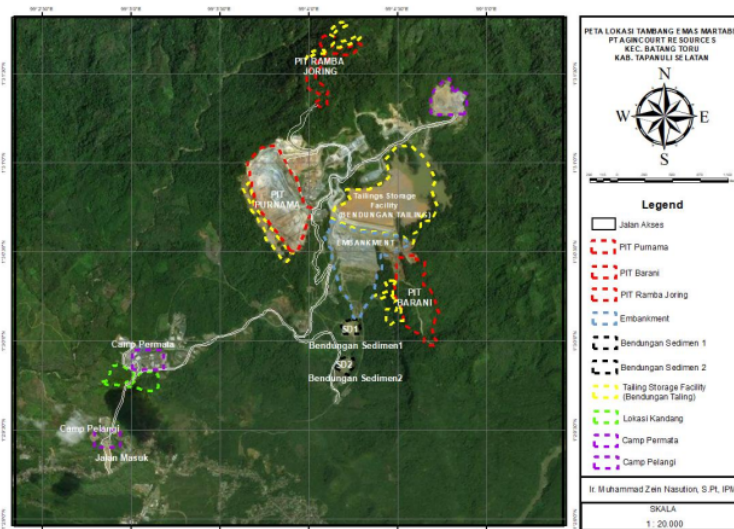 PETA LOKASI TAMBANG EMAS MARTAB
PT AGINCOURT RESOURCES
KEC. BATANG TORU
KAB. TAPANULI SELATAN
N
W E
S
Legend
Jalan Akses
PIT Purnama
PIT Barani
PIT Ramba Joring
Embankment
Bendungan Sedimen 1
Bendungan Sedimen 2
Tailing Storage Facility
(Bendungan Taling)
Lokasi Kandang
Camp Permata
Camp Pelangi
Ir. Muhammad Zein Nasution, S.Pt, IPM
SKALA
1: 20.000
PIT RAMBA
JORING
PIT
PURNAMA
Tailings Storage
Facility
(BENDUNGAN TAILING)
EMBANKMENT
PIT
BARANI
SD1
Bendungan Sedimen1
SD2
Bendungan Sedimen2
Camp Permata
Camp Pelangi
Jalan Masuk